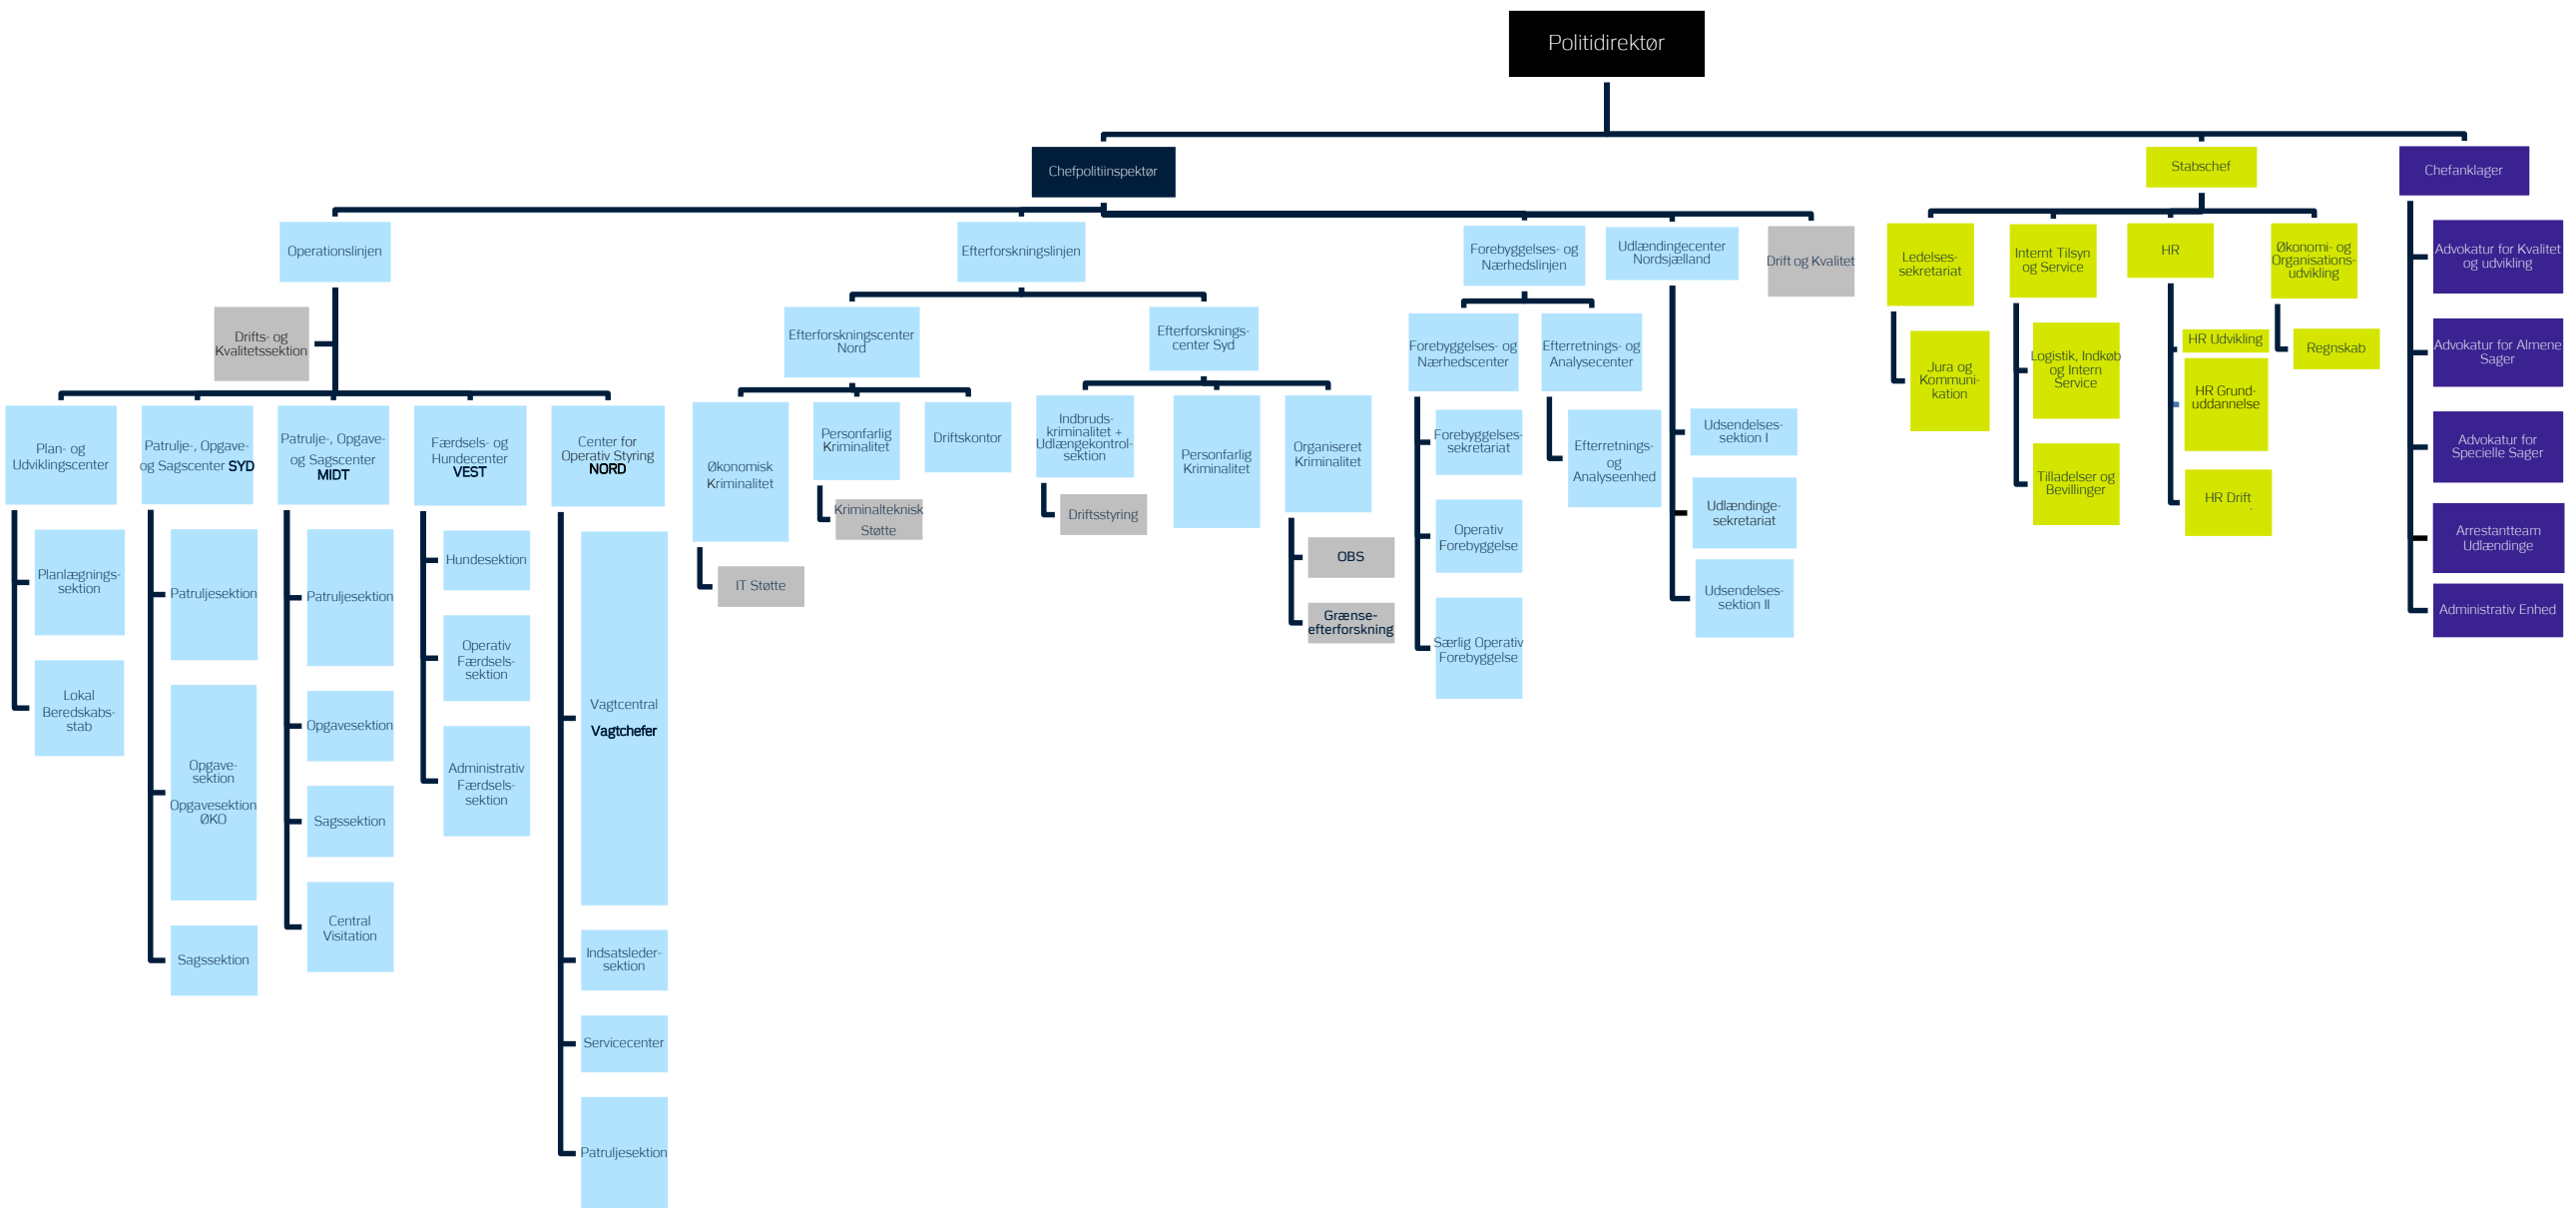 Politidirektør
Chefpolitiinspektør
Stabschef
Chefanklager
Operationslinjen
Drifts- og
Kvalitetssektion
Plan- og
Udviklingscenter
Planlægnings-
sektion
Lokal
Beredskabs-
stab
Patrulje-, Opgave-
og Sagscenter SYD
Patruljesektion
Opgave-
sektion
Opgavesektion
ØKO
Sagssektion
Patrulje-, Opgave-
og Sagscenter
MIDT
Patruljesektion
Opgavesektion
Sagssektion
Central
Visitation
Færdsels- og
Hundecenter
VEST
Hundesektion
Operativ
Færdsels-
sektion
Administrativ
Færdsels-
sektion
Center for
Operativ Styring
NORD
Vagtcentral
Vagtchefer
Indsatsleder-
sektion
Servicecenter
Patruljesektion
Efterforskningslinjen
Efterforskningscenter
Nord
Økonomisk
Kriminalitet
IT Støtte
Personfarlig
Kriminalitet
Kriminalteknisk
Støtte
Driftskontor
Efterforsknings-
center Syd
Indbruds-
kriminalitet +
Udlængekontrol-
sektion
Driftsstyring
Personfarlig
Kriminalitet
Organiseret
Kriminalitet
OBS
Grænse-
efterforskning
Forebyggelses- og
Nærhedslinjen
Forebyggelses- og
Nærhedscenter
Forebyggelses-
sekretariat
Operativ
Forebyggelse
Særlig Operativ
Forebyggelse
Efterretnings- og
Analysecenter
Efterretnings-
og
Analyseenhed
Udlændingecenter
Nordsjælland
Udsendelses-
sektion I
Udlændinge-
sekretariat
Udsendelses-
sektion II
Drift og Kvalitet
Ledelses-
sekretariat
Jura og
Kommuni-
kation
Internt Tilsyn
og Service
Logistik, Indkøb
og Intern
Service
Tilladelser og
Bevillinger
HR
HR Udvikling
HR Grund-
uddannelse
HR Drift
Økonomi- og
Organisations-
udvikling
Regnskab
Advokatur for Kvalitet
og udvikling
Advokatur for Almene
Sager
Advokatur for
Specielle Sager
Arrestantteam
Udlændinge
Administrativ Enhed